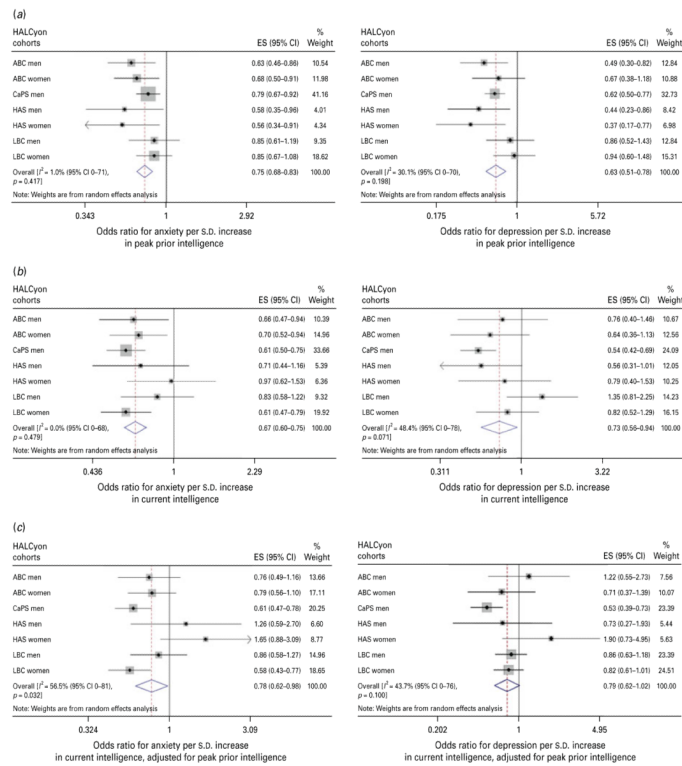 (a)
HALCyon
cohorts
ES (95% CI)
%
Weight
ABC men 0.63 (0.46–0.86) 10.54
ABC women 0.68 (0.50–0.91) 11.98
CaPS men 0.79 (0.67–0.92) 41.16
HAS men 0.58 (0.35–0.96) 4.01
HAS women 0.56 (0.34–0.91) 4.34
LBC men 0.85 (0.61–1.19) 9.35
LBC women 0.85 (0.67–1.08) 18.62
Overall [I² = 1.0% (95% CI 0–71), 0.75 (0.68–0.83) 100.00
p = 0.417]
Note: Weights are from random effects analysis
0.343 1 2.92
Odds ratio for anxiety per S.D. increase
in peak prior intelligence
HALCyon
cohorts
ES (95% CI)
%
Weight
ABC men 0.49 (0.30–0.82) 12.84
ABC women 0.67 (0.38–1.18) 10.88
CaPS men 0.62 (0.50–0.77) 32.73
HAS men 0.44 (0.23–0.86) 8.42
HAS women 0.37 (0.17–0.77) 6.98
LBC men 0.86 (0.52–1.43) 12.84
LBC women 0.94 (0.60–1.48) 15.31
Overall [I² = 30.1% (95% CI 0–70), 0.63 (0.51–0.78) 100.00
p = 0.198]
Note: Weights are from random effects analysis
0.175 1 5.72
Odds ratio for depression per S.D. increase
in peak prior intelligence
(b)
HALCyon
cohorts
ES (95% CI)
%
Weight
ABC men 0.66 (0.47–0.94) 10.39
ABC women 0.70 (0.52–0.94) 14.96
CaPS men 0.61 (0.50–0.75) 33.66
HAS men 0.71 (0.44–1.16) 5.39
HAS women 0.97 (0.62–1.53) 6.36
LBC men 0.83 (0.58–1.22) 9.32
LBC women 0.61 (0.47–0.79) 19.92
Overall [I² = 0.0% (95% CI 0–68), 0.67 (0.60–0.75) 100.00
p = 0.479]
Note: Weights are from random effects analysis
0.436 1 2.29
Odds ratio for anxiety per S.D. increase
in current intelligence
HALCyon
cohorts
ES (95% CI)
%
Weight
ABC men 0.76 (0.40–1.46) 10.67
ABC women 0.64 (0.36–1.13) 12.56
CaPS men 0.54 (0.42–0.69) 24.09
HAS men 0.56 (0.31–1.01) 12.05
HAS women 0.79 (0.40–1.53) 10.25
LBC men 1.35 (0.81–2.25) 14.23
LBC women 0.82 (0.52–1.29) 16.15
Overall [I² = 48.4% (95% CI 0–78), 0.73 (0.56–0.94) 100.00
p = 0.071]
Note: Weights are from random effects analysis
0.311 1 3.22
Odds ratio for depression per S.D. increase
in current intelligence
(c)
HALCyon
cohorts
ES (95% CI)
%
Weight
ABC men 0.76 (0.49–1.16) 13.66
ABC women 0.79 (0.56–1.10) 17.11
CaPS men 0.61 (0.47–0.78) 20.25
HAS men 1.26 (0.59–2.70) 6.60
HAS women 1.65 (0.88–3.09) 8.77
LBC men 0.86 (0.58–1.27) 14.96
LBC women 0.58 (0.43–0.77) 18.65
Overall [I² = 56.5% (95% CI 0–81), 0.78 (0.62–0.98) 100.00
p = 0.032]
Note: Weights are from random effects analysis
0.324 1 3.09
Odds ratio for anxiety per S.D. increase
in current intelligence, adjusted for peak prior intelligence
HALCyon
cohorts
ES (95% CI)
%
Weight
ABC men 1.22 (0.55–2.73) 7.56
ABC women 0.71 (0.37–1.39) 10.07
CaPS men 0.53 (0.39–0.73) 23.39
HAS men 0.73 (0.27–1.93) 5.44
HAS women 1.90 (0.73–4.95) 5.63
LBC men 0.86 (0.63–1.18) 23.39
LBC women 0.82 (0.61–1.01) 24.51
Overall [I² = 43.7% (95% CI 0–76), 0.79 (0.62–1.02) 100.00
p = 0.100]
Note: Weights are from random effects analysis
0.202 1 4.95
Odds ratio for depression per S.D. increase
in current intelligence, adjusted for peak prior intelligence